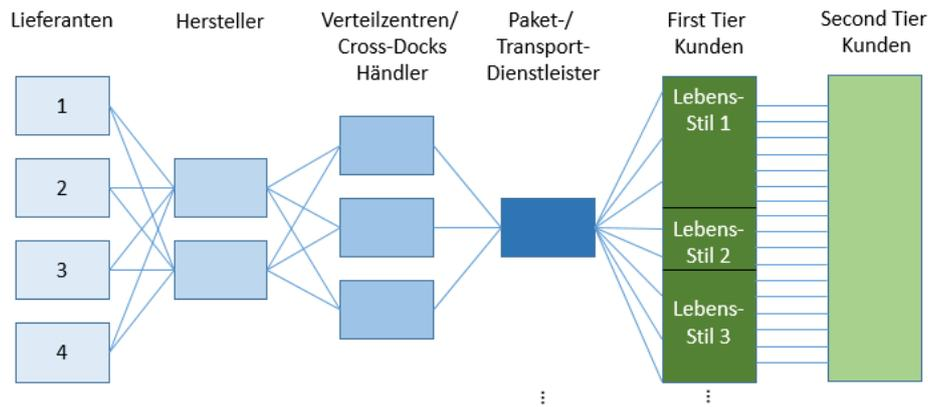 Lieferanten
Hersteller
Verteilzentren/
Cross-Docks
Händler
Paket-/
Transport-
Dienstleister
First Tier
Kunden
Second Tier
Kunden
1
2
3
4
Lebens-
Stil 1
Lebens-
Stil 2
Lebens-
Stil 3
...
...